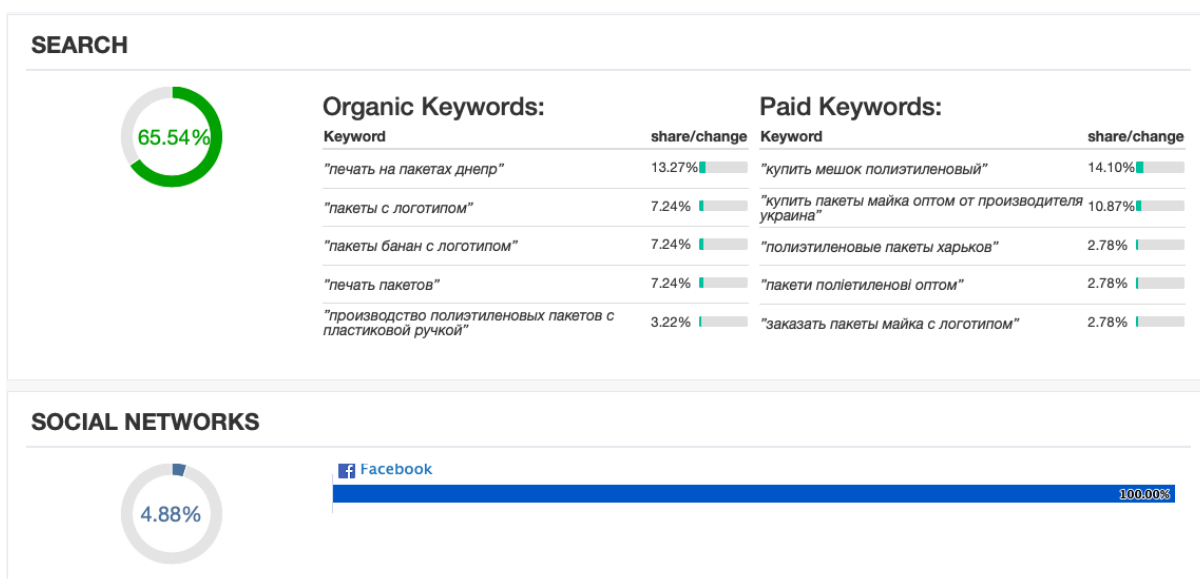 SEARCH
65.54%
Organic Keywords:
Keyword share/change
"печать на пакетах днепр" 13.27%
"пакеты с логотипом" 7.24%
"пакеты банан с логотипом" 7.24%
"печать пакетов" 7.24%
"производство полиэтиленовых пакетов с
пластиковой ручкой" 3.22%
Paid Keywords:
Keyword share/change
"купить мешок полиэтиленовый" 14.10%
"купить пакеты майка оптом от производителя
украина" 10.87%
"полиэтиленовые пакеты харьков" 2.78%
"пакети поліетиленові оптом" 2.78%
"заказать пакеты майка с логотипом" 2.78%
SOCIAL NETWORKS
4.88%
Facebook
100.00%